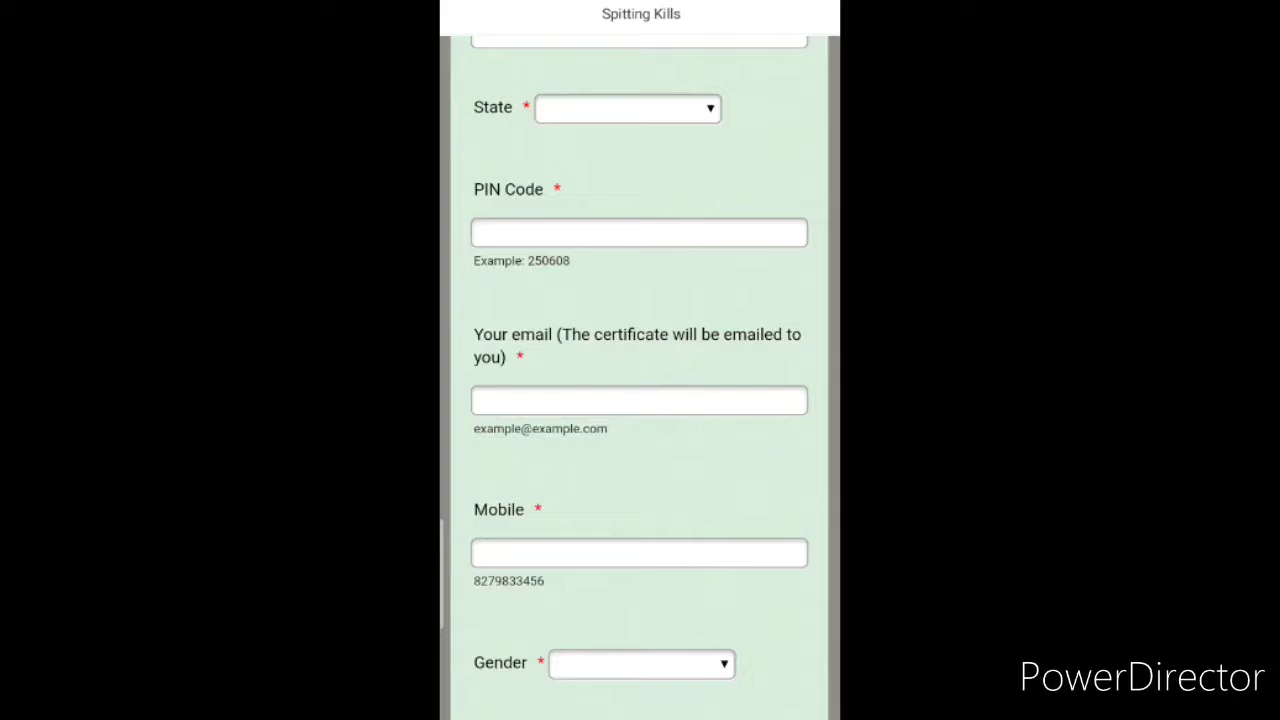 Spitting Kills
State *
PIN Code *
Example: 250608
Your email (The certificate will be emailed to
you) *
example@example.com
Mobile *
8279833456
Gender *
PowerDirector